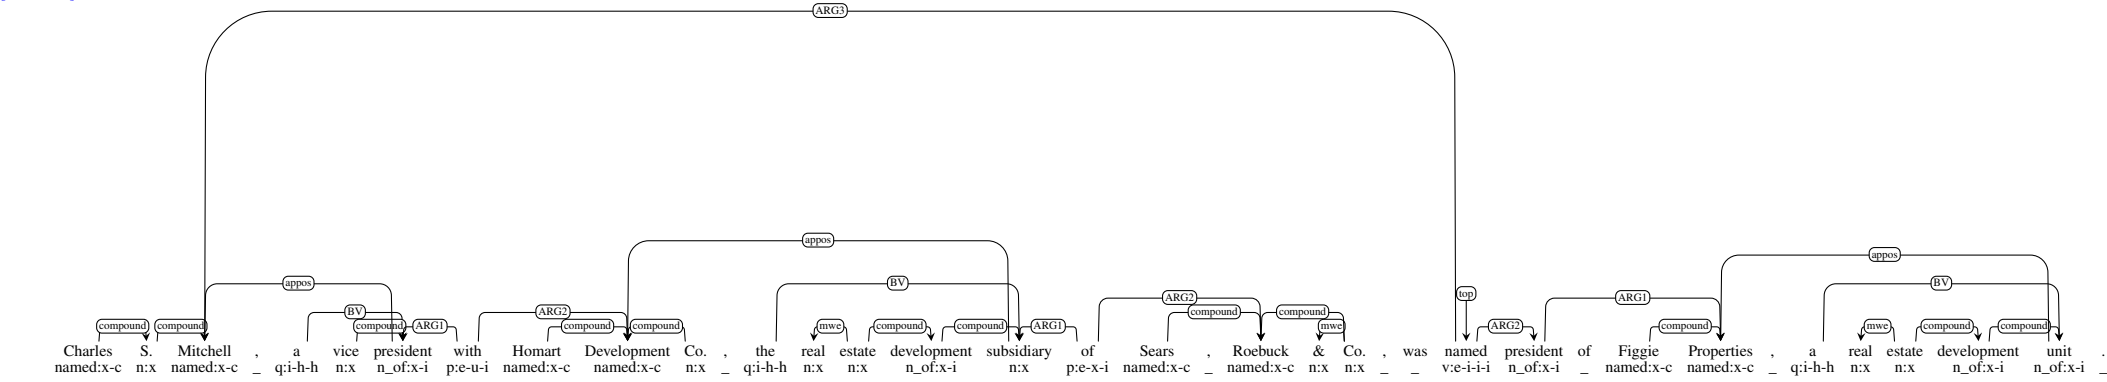 ARG3
appos
appos
appos
BV
BV
top
ARG2
ARG1
BV
ARG2
compound
compound
compound compound compound ARG1 compound compound mwe compound compound ARG1 mwe ARG2 compound mwe compound compound
Charles S. Mitchell , a vice president with Homart Development Co. , the real estate development subsidiary of Sears , Roebuck & Co. , was named president of Figgie Properties , a real estate development unit .
named:x-c n:x named:x-c _ q:i-h-h n:x n_of:x-i p:e-u-i named:x-c named:x-c n:x _ q:i-h-h n:x n:x n_of:x-i n:x p:e-x-i named:x-c _ named:x-c n:x n:x _ _ v:e-i-i-i n_of:x-i _ named:x-c named:x-c _ q:i-h-h n:x n:x n_of:x-i n_of:x-i _